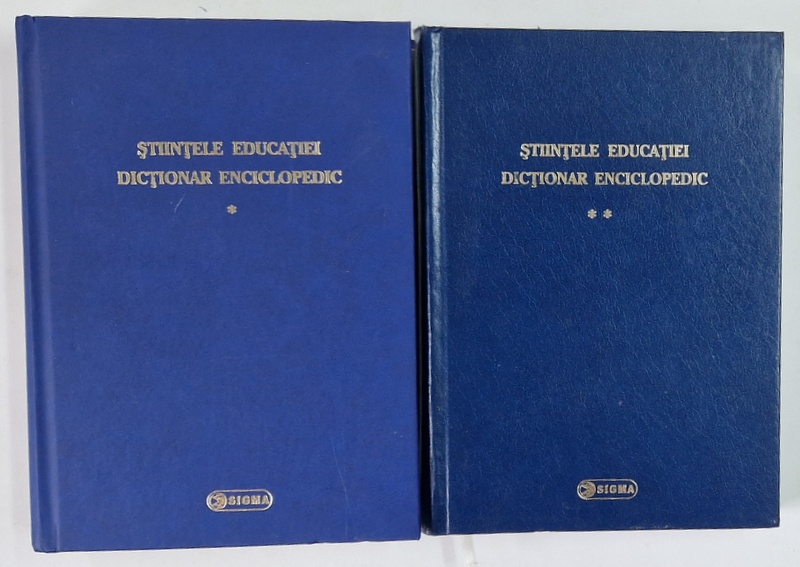 ŞTIINŢELE EDUCAŢIEI
DICŢIONAR ENCICLOPEDIC
*
SIGMA
ŞTIINŢELE EDUCAŢIEI
DICŢIONAR ENCICLOPEDIC
* *
SIGMA